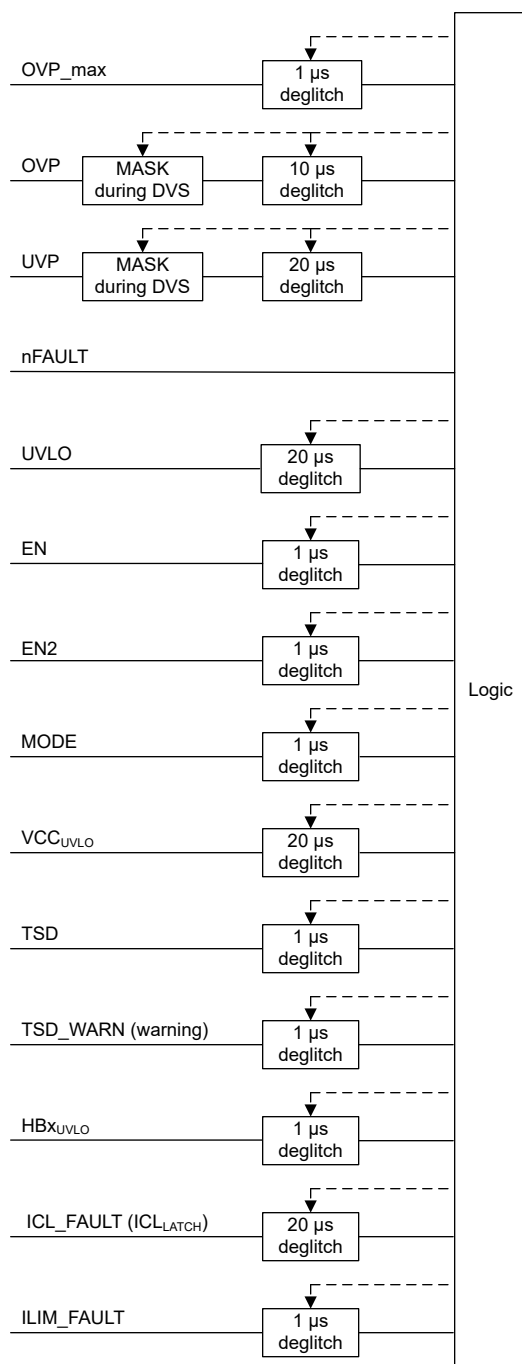 OVP_max
1 µs
deglitch
OVP
MASK
during DVS
10 µs
deglitch
UVP
MASK
during DVS
20 µs
deglitch
nFAULT
UVLO
20 µs
deglitch
EN
1 µs
deglitch
EN2
1 µs
deglitch
Logic
MODE
1 µs
deglitch
VCCUVLO
20 µs
deglitch
TSD
1 µs
deglitch
TSD_WARN (warning)
1 µs
deglitch
HBxUVLO
1 µs
deglitch
ICL_FAULT (ICLLATCH)
20 µs
deglitch
ILIM_FAULT
1 µs
deglitch